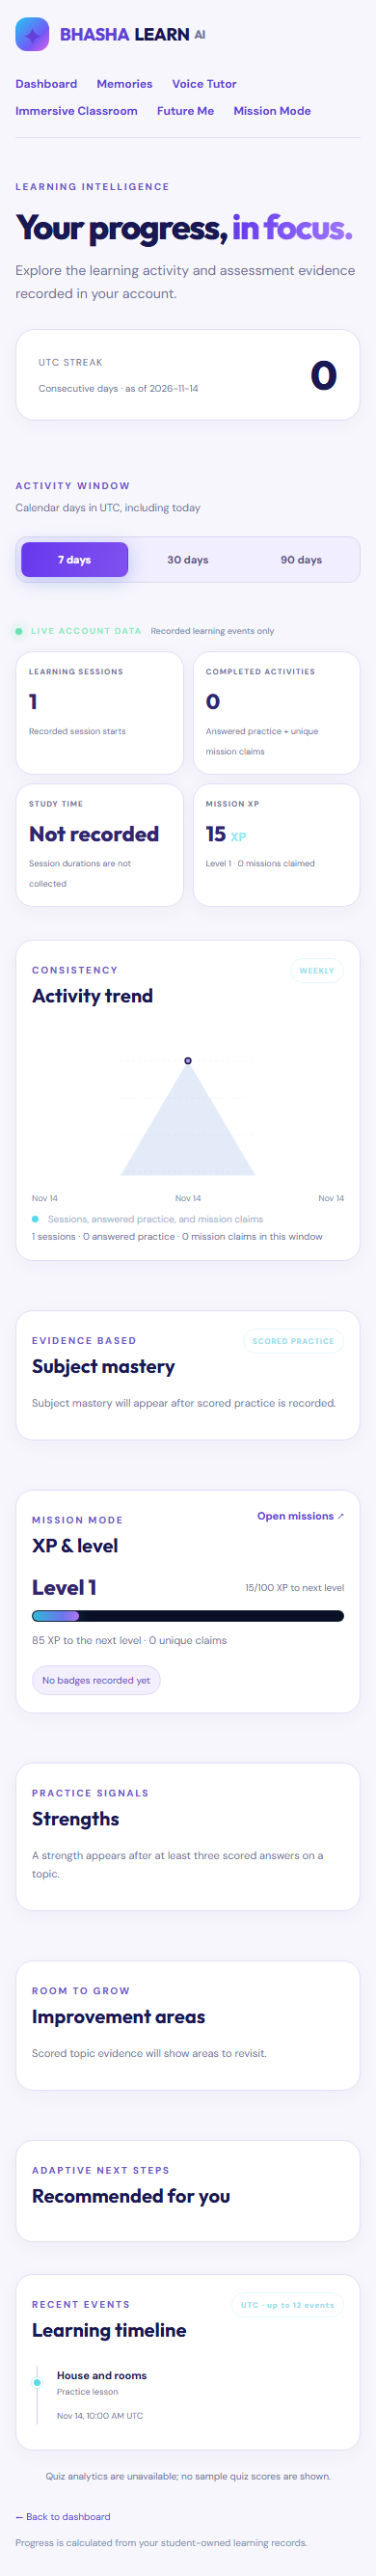 BHASHA LEARN AI
Dashboard Memories Voice Tutor
Immersive Classroom Future Me Mission Mode
LEARNING INTELLIGENCE
Your progress, in focus.
Explore the learning activity and assessment evidence
recorded in your account.
UTC STREAK
Consecutive days · as of 2026-11-14
0
ACTIVITY WINDOW
Calendar days in UTC, including today
7 days 30 days 90 days
LIVE ACCOUNT DATA Recorded learning events only
LEARNING SESSIONS
1
Recorded session starts
COMPLETED ACTIVITIES
0
Answered practice + unique
mission claims
STUDY TIME
Not recorded
Session durations are not
collected
MISSION XP
15 XP
Level 1 · 0 missions claimed
CONSISTENCY
WEEKLY
Activity trend
Nov 14 Nov 14 Nov 14
Sessions, answered practice, and mission claims
1 sessions · 0 answered practice · 0 mission claims in this window
EVIDENCE BASED
SCORED PRACTICE
Subject mastery
Subject mastery will appear after scored practice is recorded.
MISSION MODE
Open missions ↗
XP & level
Level 1
15/100 XP to next level
85 XP to the next level · 0 unique claims
No badges recorded yet
PRACTICE SIGNALS
Strengths
A strength appears after at least three scored answers on a
topic.
ROOM TO GROW
Improvement areas
Scored topic evidence will show areas to revisit.
ADAPTIVE NEXT STEPS
Recommended for you
RECENT EVENTS
UTC · up to 12 events
Learning timeline
House and rooms
Practice lesson
Nov 14, 10:00 AM UTC
Quiz analytics are unavailable; no sample quiz scores are shown.
← Back to dashboard
Progress is calculated from your student-owned learning records.